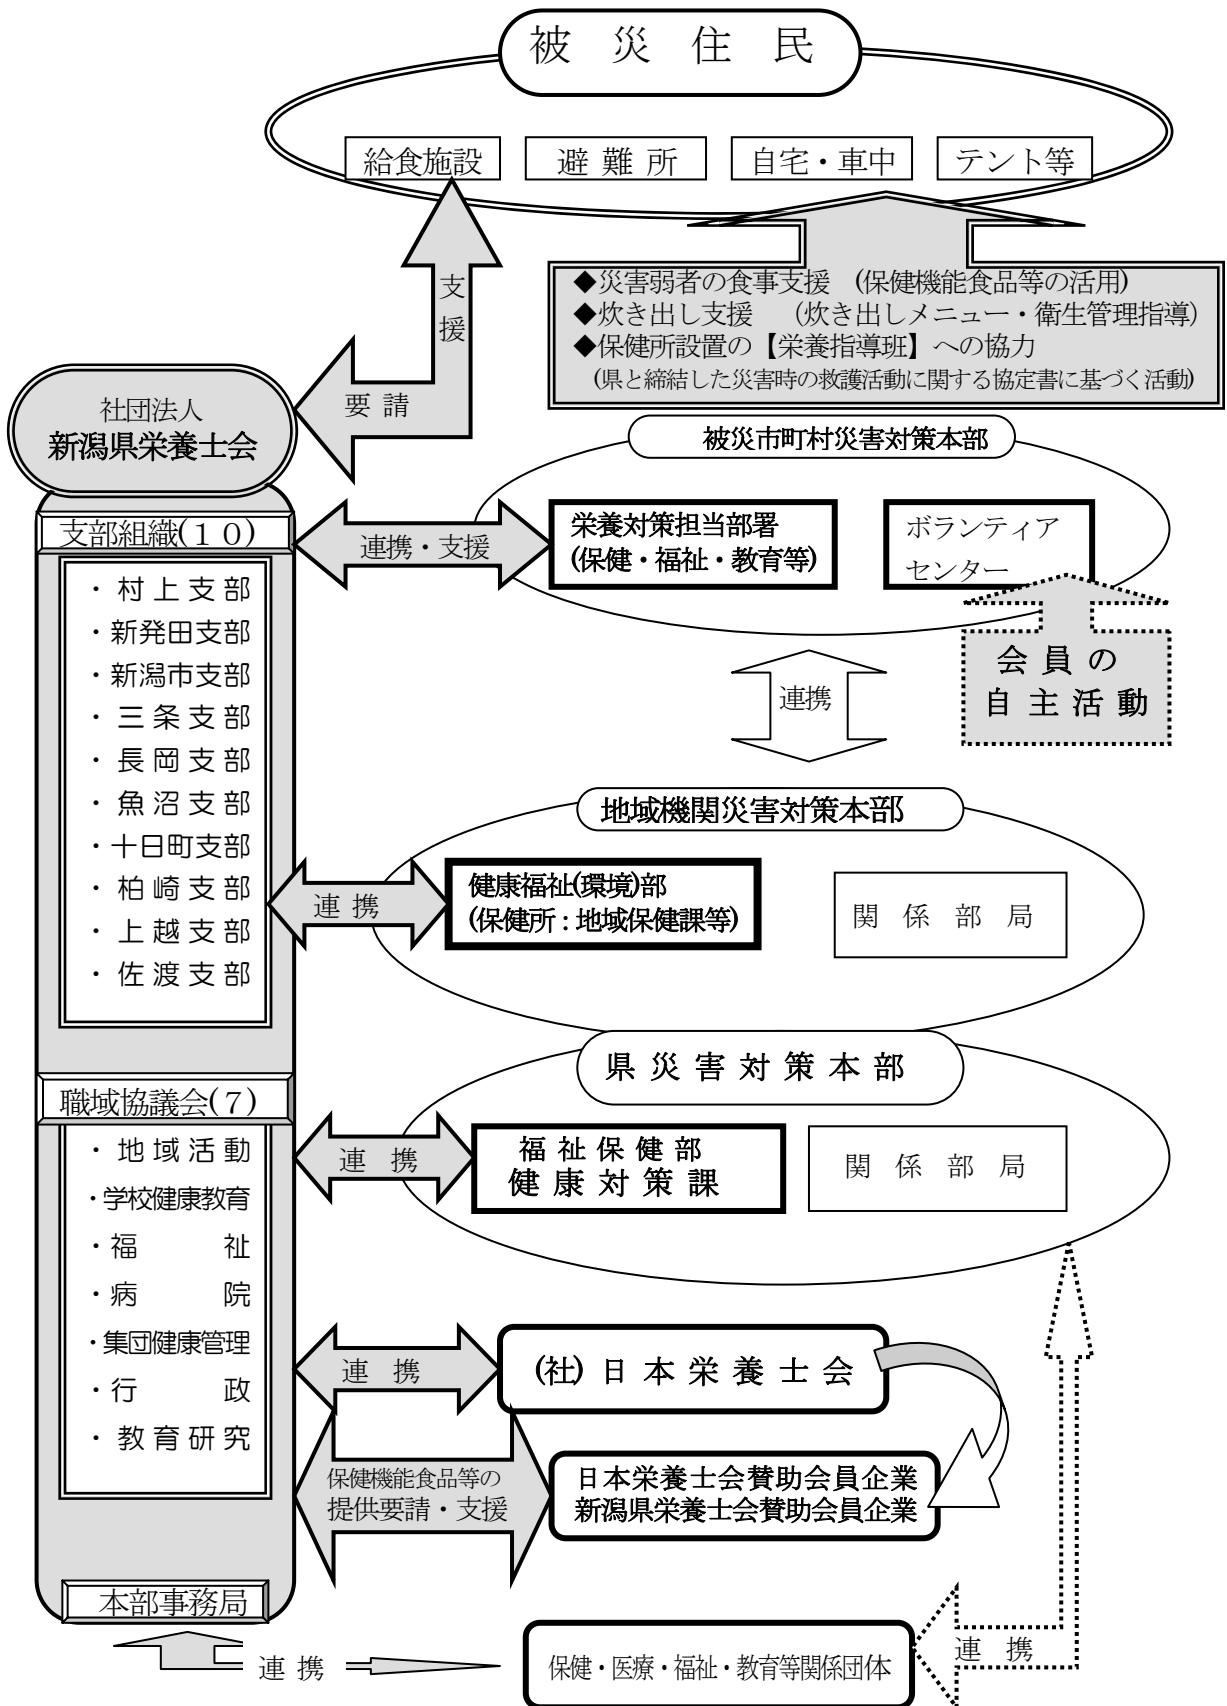 被災住民
給食施設
避難所
自宅・車中
テント等
支援
要請
◆災害弱者の食事支援 (保健機能食品等の活用)
◆炊き出し支援 (炊き出しメニュー・衛生管理指導)
◆保健所設置の【栄養指導班】への協力
(県と締結した災害時の救護活動に関する協定書に基づく活動)
社団法人
新潟県栄養士会
被災市町村災害対策本部
支部組織(10)
連携・支援
栄養対策担当部署
(保健・福祉・教育等)
ボランティア
センター
・村上支部
・新発田支部
・新潟市支部
・三条支部
・長岡支部
・魚沼支部
・十日町支部
・柏崎支部
・上越支部
・佐渡支部
会員の
自主活動
連携
地域機関災害対策本部
連携
健康福祉(環境)部
(保健所:地域保健課等)
関係部局
県災害対策本部
職域協議会(7)
・地域活動
・学校健康教育
・福祉
・病院
・集団健康管理
・行政
・教育研究
連携
福祉保健部
健康対策課
関係部局
連携
(社)日本栄養士会
保健機能食品等の
提供要請・支援
日本栄養士会賛助会員企業
新潟県栄養士会賛助会員企業
本部事務局
連携
保健・医療・福祉・教育等関係団体
連携